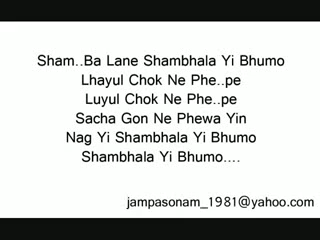 Sham..Ba Lane Shambhala Yi Bhumo
Lhayul Chok Ne Phe..pe
Luyul Chok Ne Phe..pe
Sacha Gon Ne Phewa Yin
Nag Yi Shambhala Yi Bhumo
Shambhala Yi Bhumo....
jampasonam_1981@yahoo.com